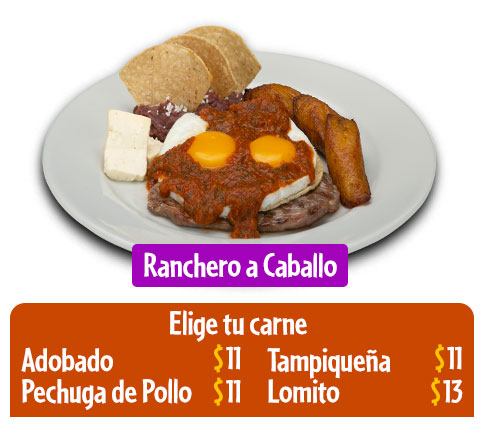 Ranchero a Caballo
Elige tu carne
Adobado $11 Tampiqueña $11
Pechuga de Pollo $11 Lomito $13